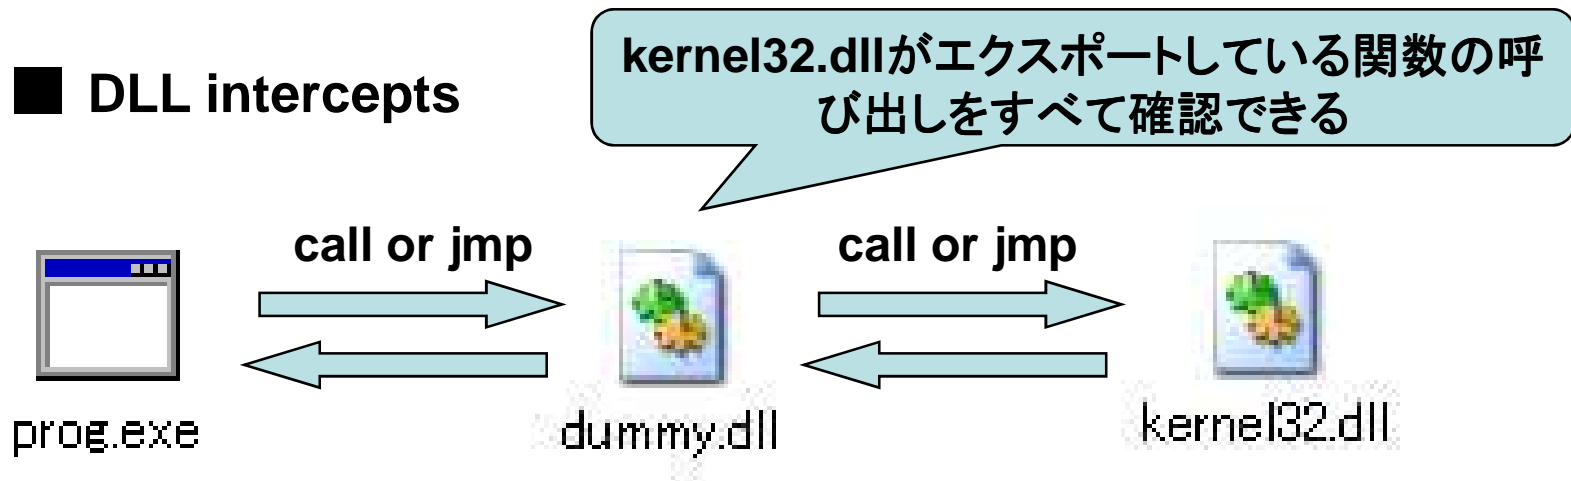 kernel32.dllがエクスポートしている関数の呼
び出しをすべて確認できる
■ DLL intercepts
call or jmp
call or jmp
prog.exe
dummy.dll
kernel32.dll